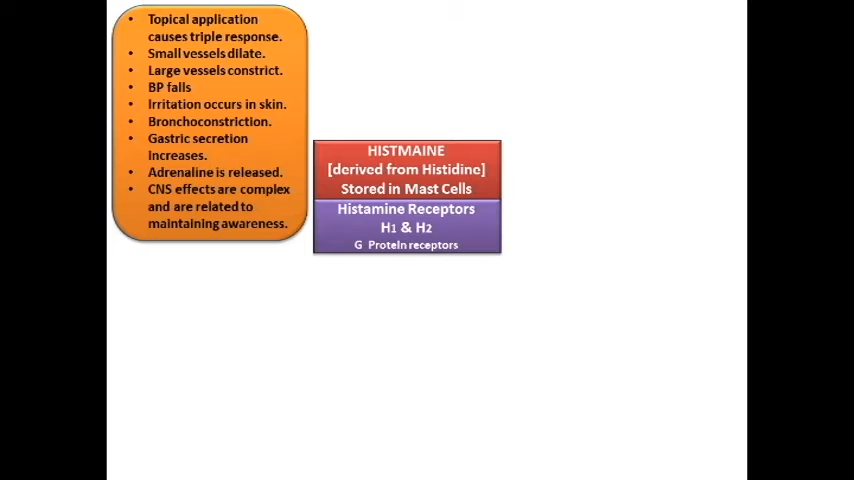 • Topical application
causes triple response.
• Small vessels dilate.
• Large vessels constrict.
• BP falls
• Irritation occurs in skin.
• Bronchoconstriction.
• Gastric secretion
increases.
• Adrenaline is released.
• CNS effects are complex
and are related to
maintaining awareness.
HISTMAINE
[derived from Histidine]
Stored in Mast Cells
Histamine Receptors
H1 & H2
G Protein receptors